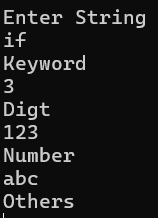 Enter String
if
Keyword
3
Digt
123
Number
abc
Others